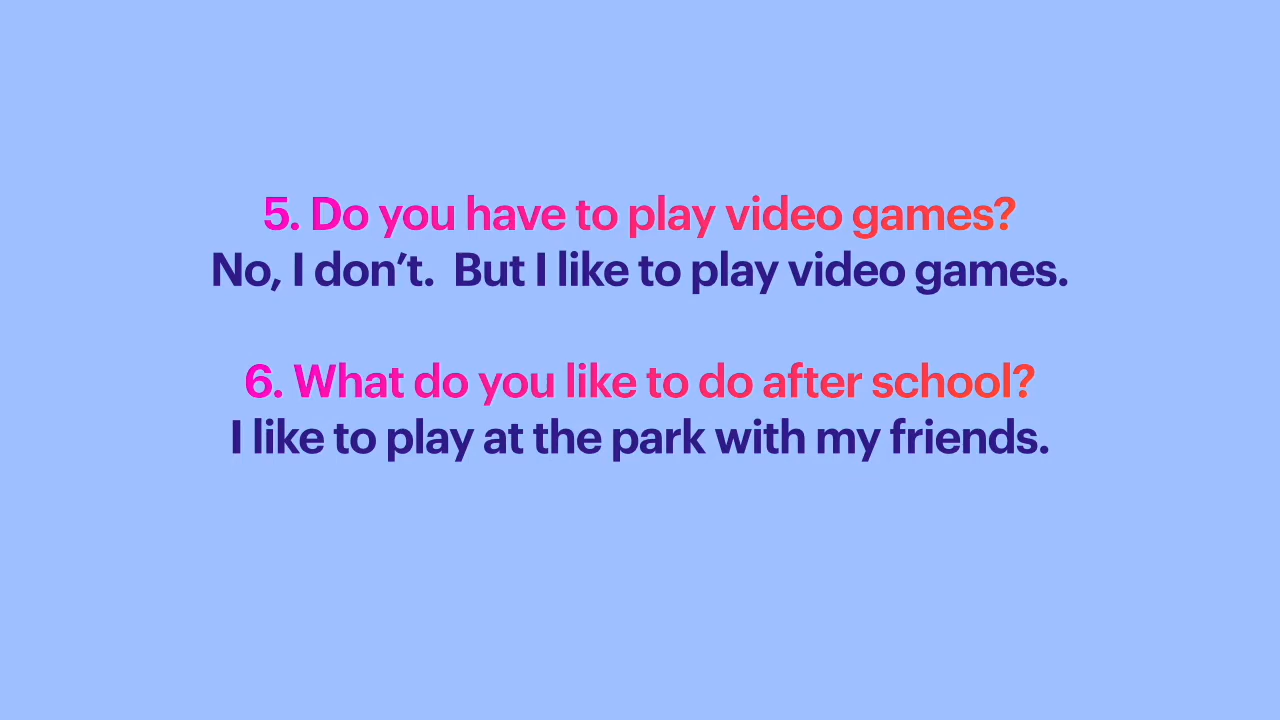 5. Do you have to play video games?
No, I don’t.  But I like to play video games.
6. What do you like to do after school?
I like to play at the park with my friends.